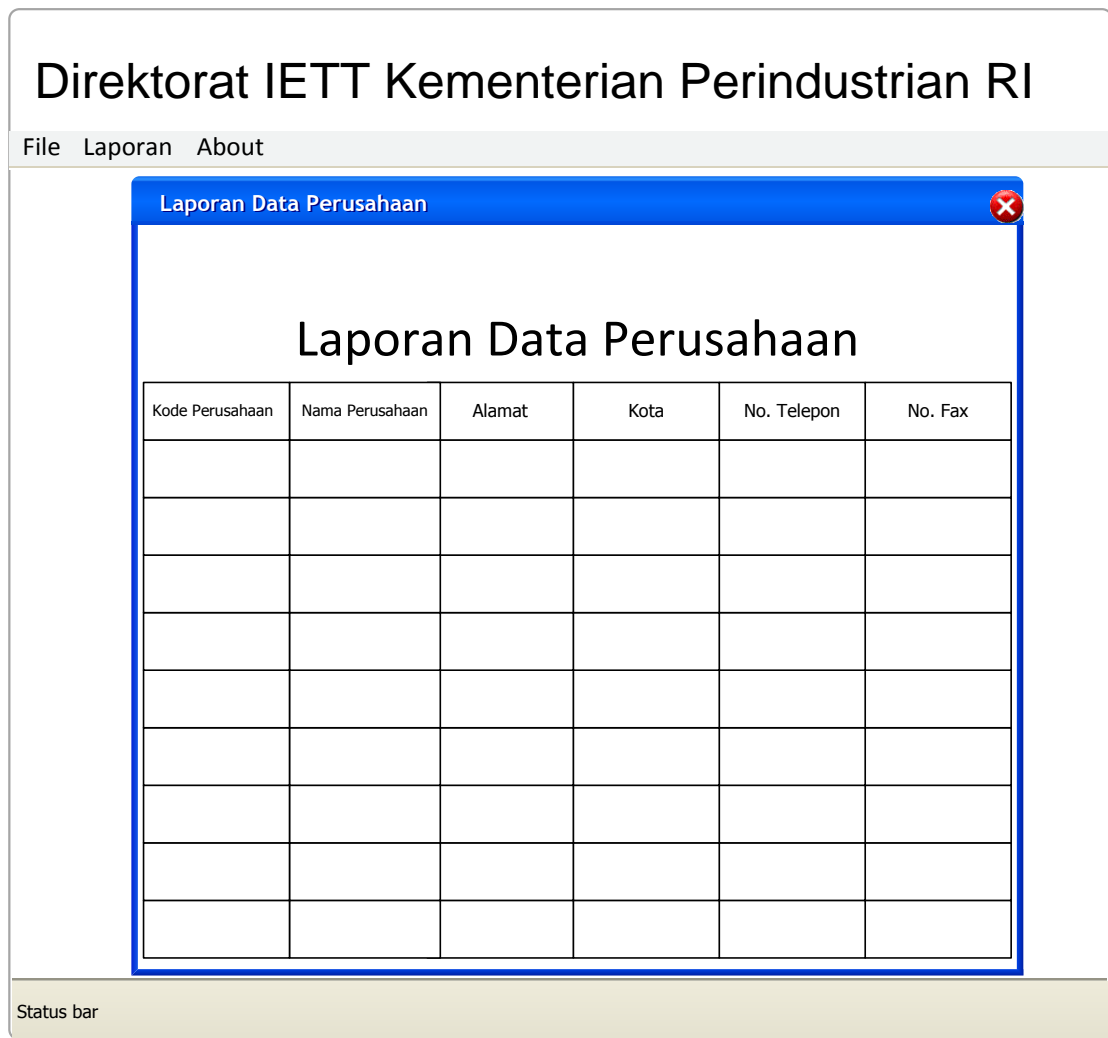 Direktorat IETT Kementerian Perindustrian RI
File Laporan About
Laporan Data Perusahaan
Laporan Data Perusahaan
Kode Perusahaan Nama Perusahaan Alamat Kota No. Telepon No. Fax
Status bar